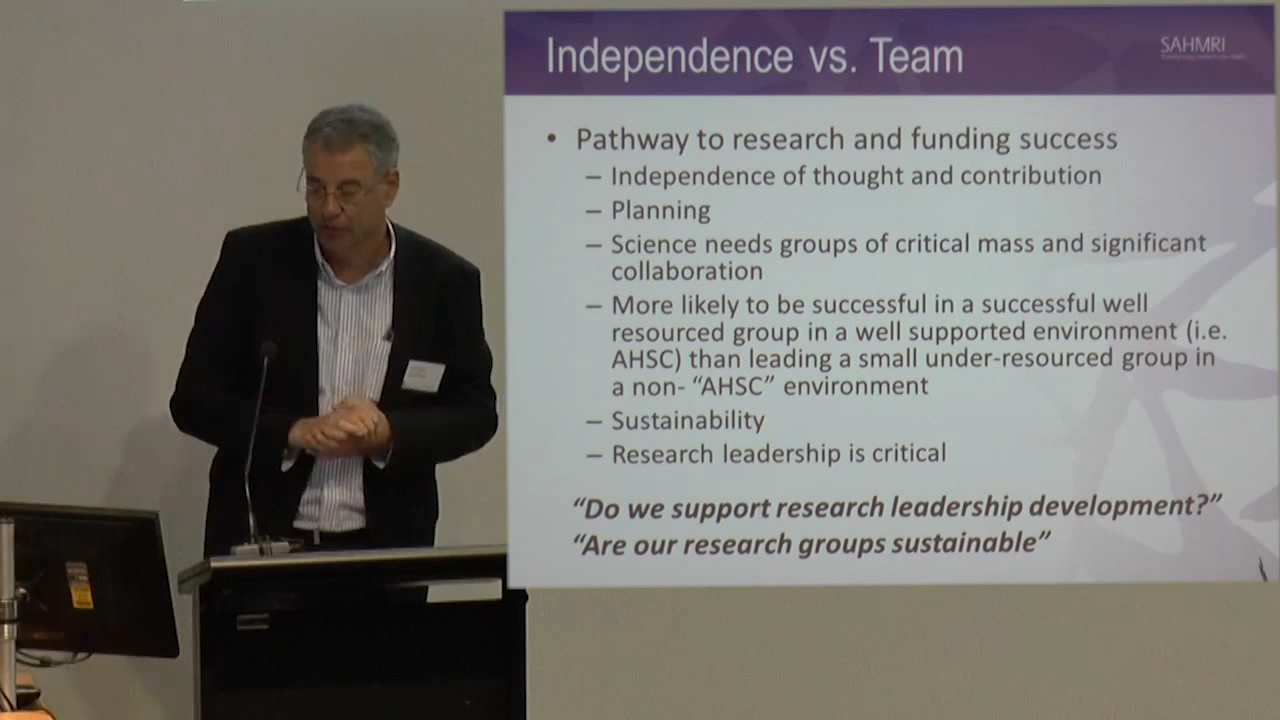 Independence vs. Team
SAHMRI
• Pathway to research and funding success
– Independence of thought and contribution
– Planning
– Science needs groups of critical mass and significant
collaboration
– More likely to be successful in a successful well
resourced group in a well supported environment (i.e.
AHSC) than leading a small under-resourced group in
a non- “AHSC” environment
– Sustainability
– Research leadership is critical
“Do we support research leadership development?”
“Are our research groups sustainable”